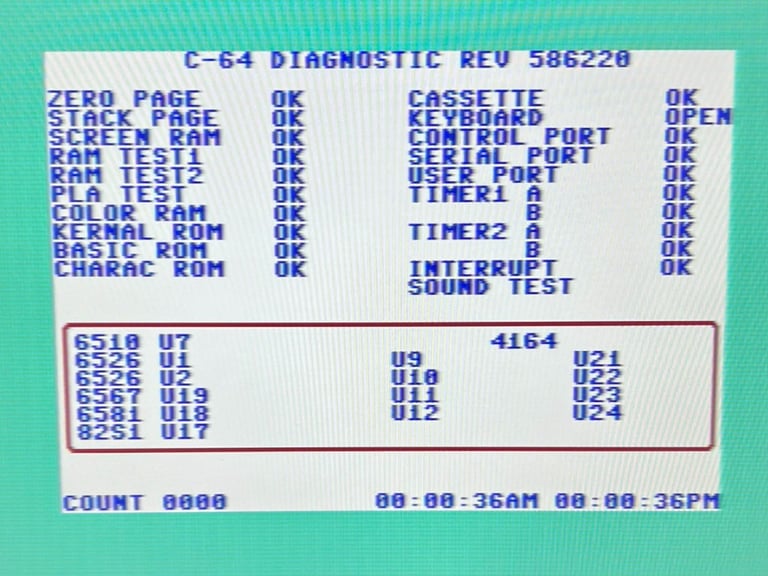 C-64 DIAGNOSTIC REV 586220
ZERO PAGE OK CASSETTE OK
STACK PAGE OK KEYBOARD OPEN
SCREEN RAM OK CONTROL PORT OK
RAM TEST1 OK SERIAL PORT OK
RAM TEST2 OK USER PORT OK
PLA TEST OK TIMER1 A OK
COLOR RAM OK B OK
KERNAL ROM OK TIMER2 A OK
BASIC ROM OK B OK
CHARAC ROM OK INTERRUPT OK
SOUND TEST
6510 U7 4164
6526 U1 U9 U21
6526 U2 U10 U22
6567 U19 U11 U23
6581 U18 U12 U24
82S1 U17
COUNT 0000 00:00:36AM 00:00:36PM